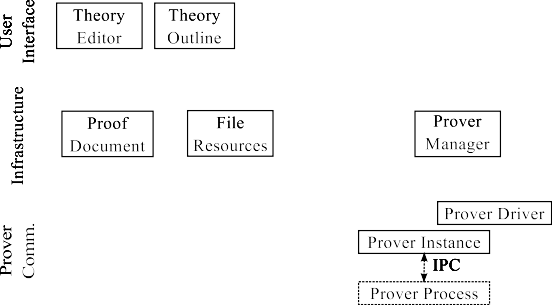 User
Interface
Theory
Editor
Theory
Outline
Infrastructure
Proof
Document
File
Resources
Prover
Manager
Prover
Comm.
Prover Driver
Prover Instance
IPC
Prover Process